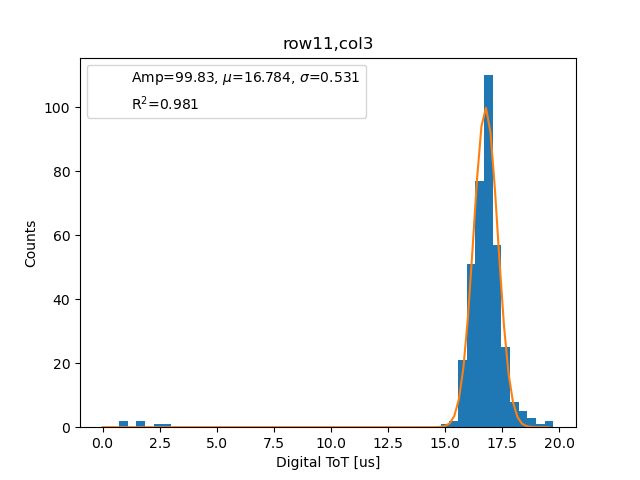 row11,col3
Amp=99.83, μ=16.784, σ=0.531
R²=0.981
100
80
60
40
20
0
Counts
0.0 2.5 5.0 7.5 10.0 12.5 15.0 17.5 20.0
Digital ToT [us]